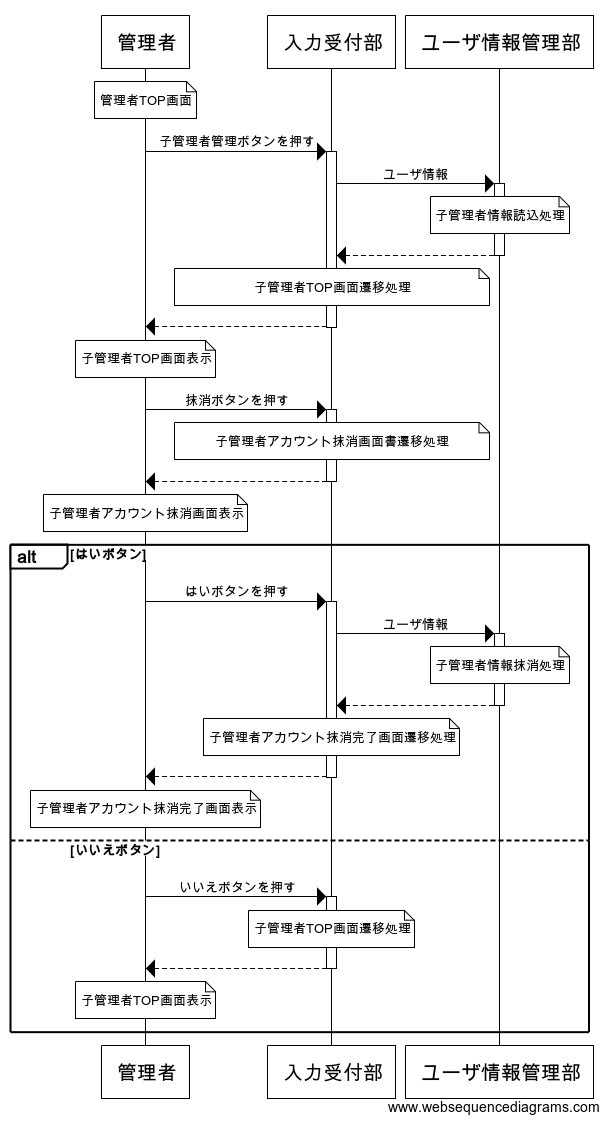 管理者
入力受付部
ユーザ情報管理部
管理者TOP画面
子管理者管理ボタンを押す
ユーザ情報
子管理者情報読込処理
子管理者TOP画面遷移処理
子管理者TOP画面表示
抹消ボタンを押す
子管理者アカウント抹消画面書遷移処理
子管理者アカウント抹消画面表示
alt
[はいボタン]
はいボタンを押す
ユーザ情報
子管理者情報抹消処理
子管理者アカウント抹消完了画面遷移処理
子管理者アカウント抹消完了画面表示
[いいえボタン]
いいえボタンを押す
子管理者TOP画面遷移処理
子管理者TOP画面表示
管理者
入力受付部
ユーザ情報管理部
www.websequencediagrams.com